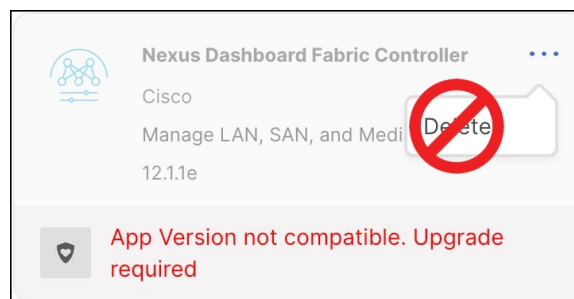 Nexus Dashboard Fabric Controller
Cisco
Manage LAN, SAN, and Medi
Delete
12.1.1e
App Version not compatible. Upgrade
required